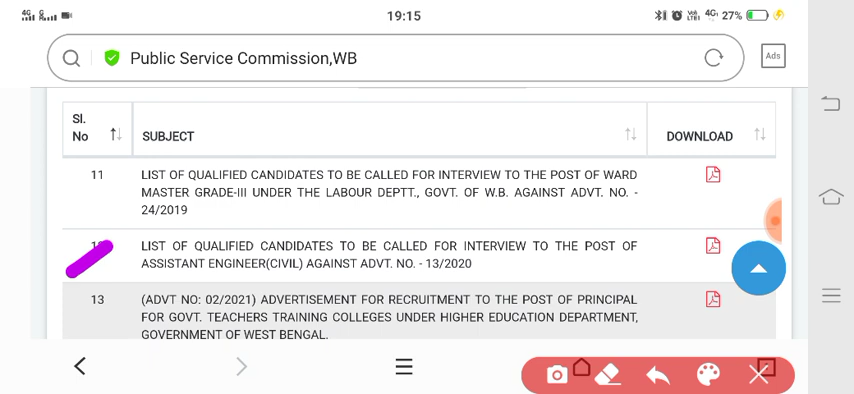 4G
19:15
4G 27%
Public Service Commission,WB
Ads
Sl.
No SUBJECT DOWNLOAD
11 LIST OF QUALIFIED CANDIDATES TO BE CALLED FOR INTERVIEW TO THE POST OF WARD
MASTER GRADE-III UNDER THE LABOUR DEPTT., GOVT. OF W.B. AGAINST ADVT. NO. -
24/2019
LIST OF QUALIFIED CANDIDATES TO BE CALLED FOR INTERVIEW TO THE POST OF
ASSISTANT ENGINEER(CIVIL) AGAINST ADVT. NO. - 13/2020
13 (ADVT NO: 02/2021) ADVERTISEMENT FOR RECRUITMENT TO THE POST OF PRINCIPAL
FOR GOVT. TEACHERS TRAINING COLLEGES UNDER HIGHER EDUCATION DEPARTMENT,
GOVERNMENT OF WEST BENGAL.